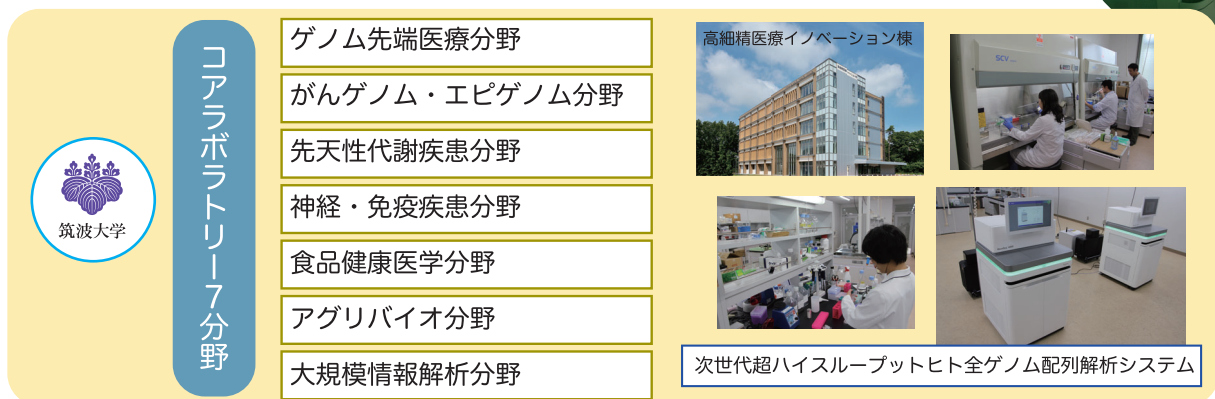 筑波大学
コアラボラトリー7分野
ゲノム先端医療分野
がんゲノム・エピゲノム分野
先天性代謝疾患分野
神経・免疫疾患分野
食品健康医学分野
アグリバイオ分野
大規模情報解析分野
高細精医療イノベーション棟
SCV
次世代超ハイスループットヒト全ゲノム配列解析システム